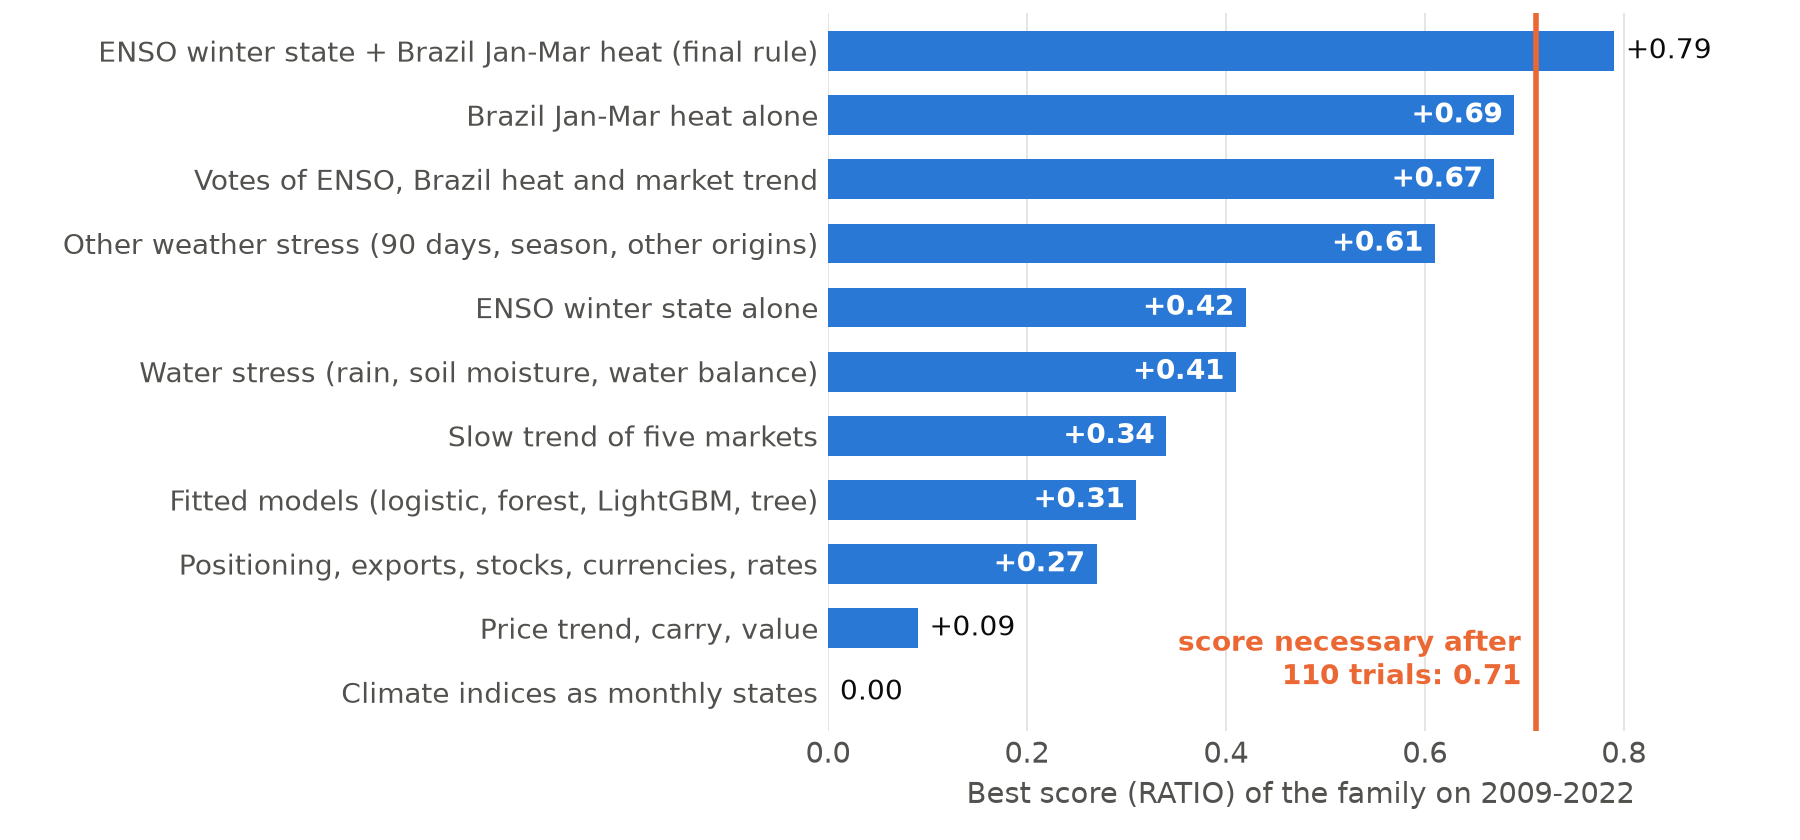 ENSO winter state + Brazil Jan-Mar heat (final rule) +0.79
Brazil Jan-Mar heat alone +0.69
Votes of ENSO, Brazil heat and market trend +0.67
Other weather stress (90 days, season, other origins) +0.61
ENSO winter state alone +0.42
Water stress (rain, soil moisture, water balance) +0.41
Slow trend of five markets +0.34
Fitted models (logistic, forest, LightGBM, tree) +0.31
Positioning, exports, stocks, currencies, rates +0.27
Price trend, carry, value +0.09
score necessary after
110 trials: 0.71
Climate indices as monthly states 0.00
0.0 0.2 0.4 0.6 0.8
Best score (RATIO) of the family on 2009-2022